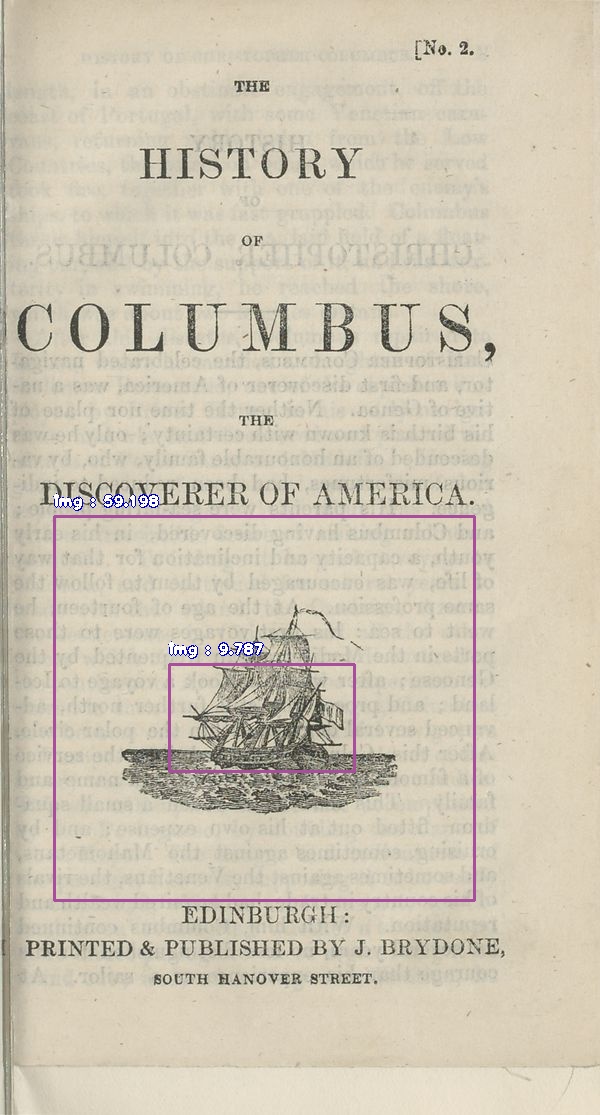 [No. 2.
THE
HISTORY
OF
COLUMBUS,
THE
DISCOVERER OF AMERICA.
img : 59.198
img : 9.787
EDINBURGH:
PRINTED & PUBLISHED BY J. BRYDONE,
SOUTH HANOVER STREET.